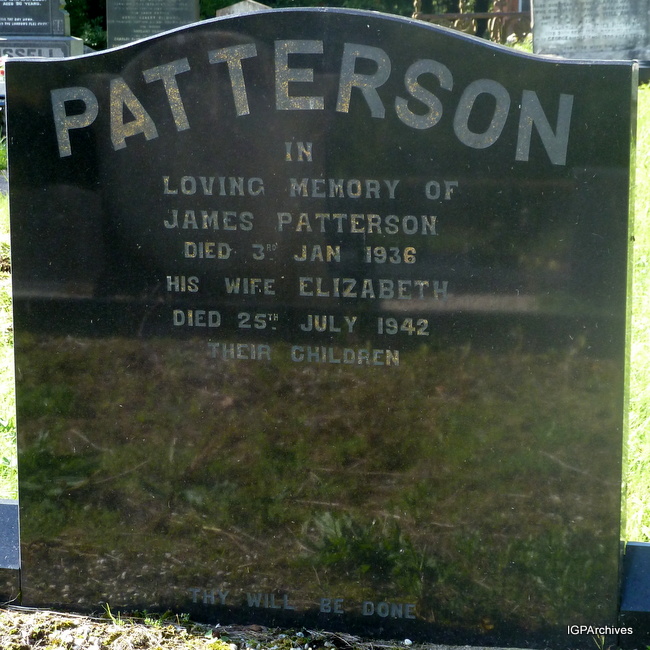 SSELL
PATTERSON
IN
LOVING MEMORY OF
JAMES PATTERSON
DIED 3RD JAN 1936
HIS WIFE ELIZABETH
DIED 25TH JULY 1942
THEIR CHILDREN
THY WILL BE DONE
IGPArchives